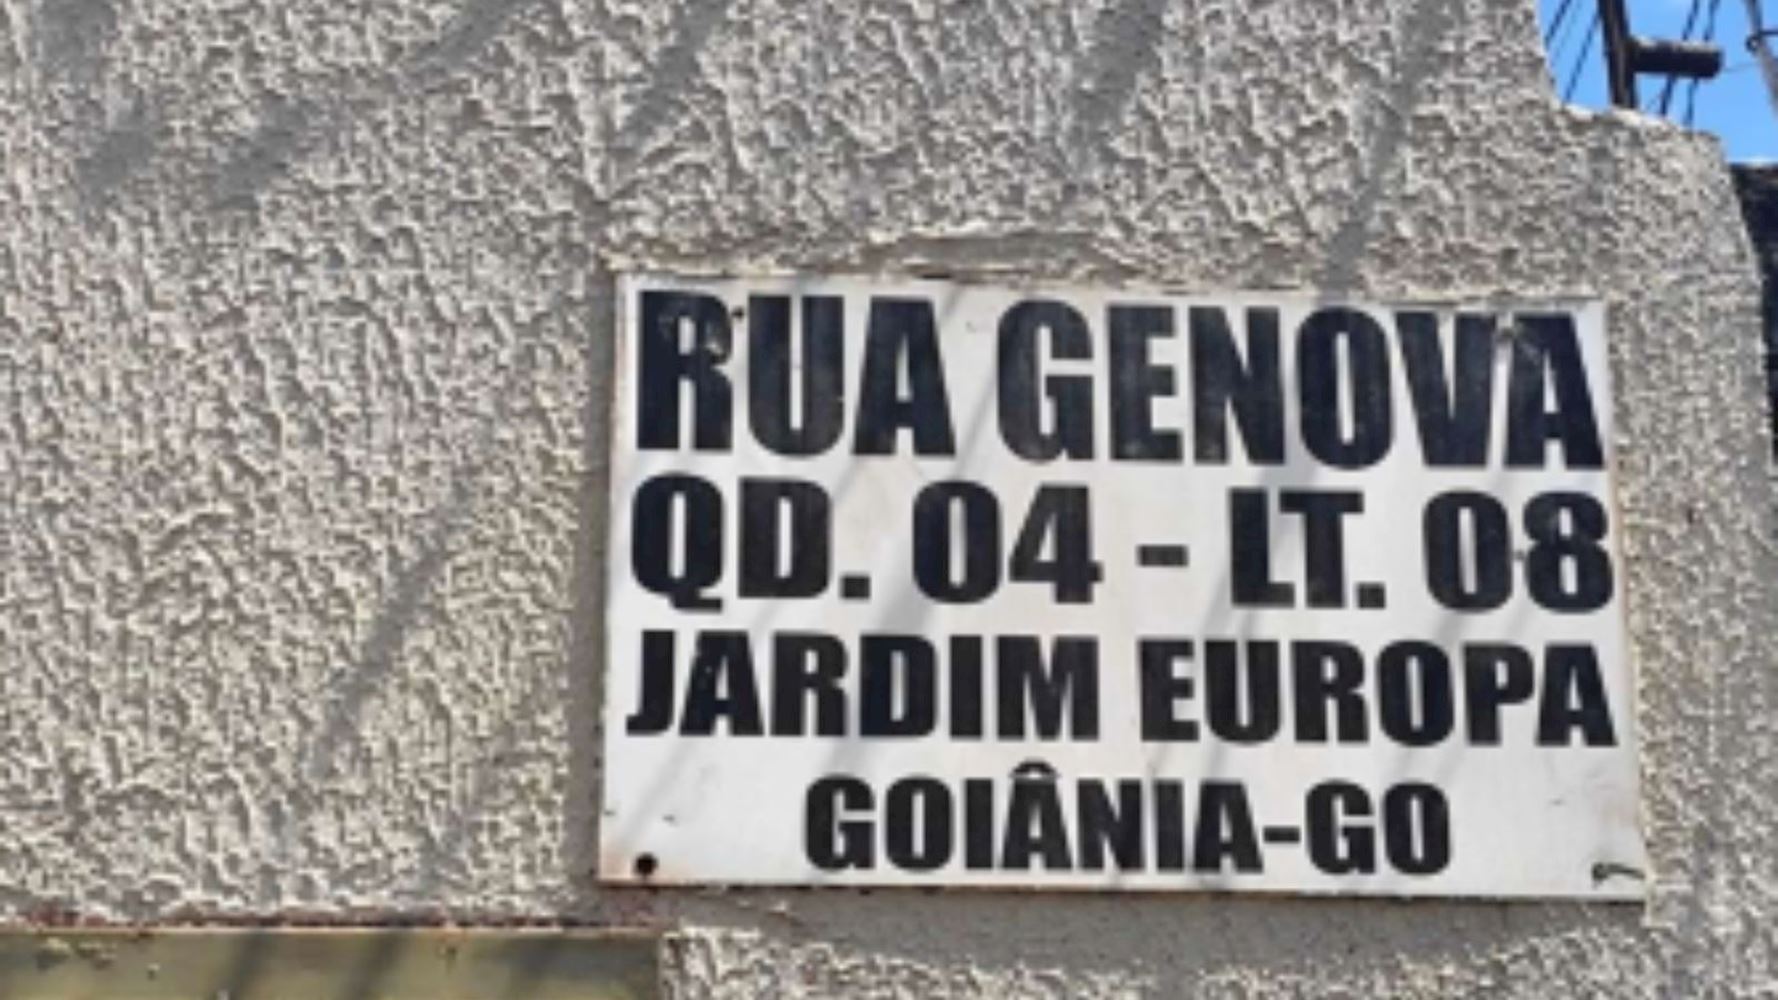 RUA GENOVA
QD. 04 - LT. 08
JARDIM EUROPA
GOIÂNIA-GO